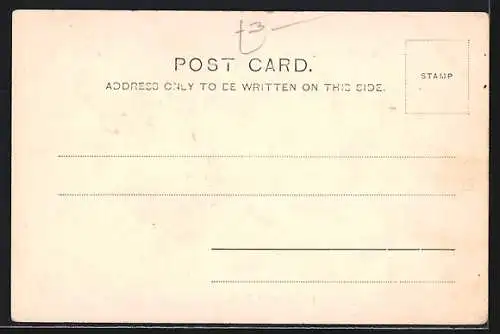 POST CARD.
STAMP
ADDRESS ONLY TO BE WRITTEN ON THIS SIDE.